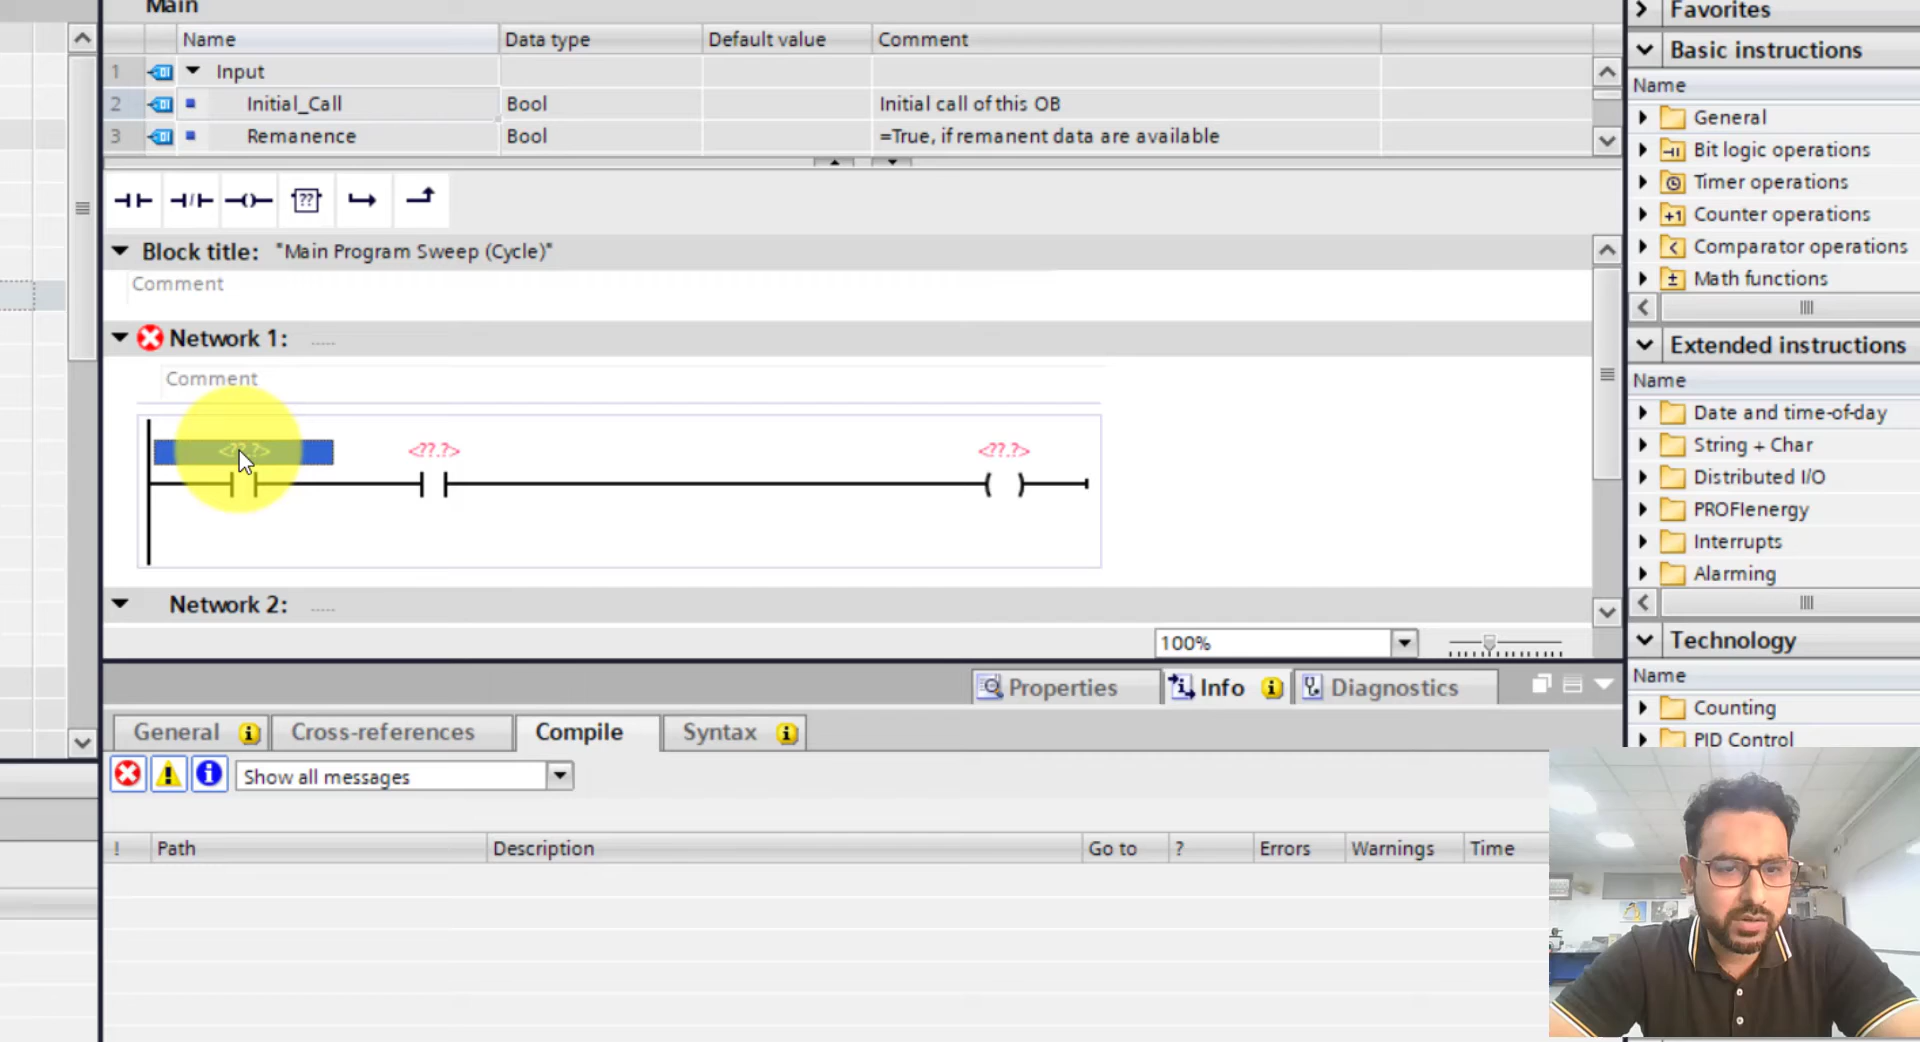 Main
Name Data type Default value Comment
1 Input
2 Initial_Call Bool Initial call of this OB
3 Remanence Bool =True, if remanent data are available
??
Block title: "Main Program Sweep (Cycle)"
Comment
Network 1: .....
Comment
<??.?> <??.?> <??.?>
Network 2: .....
100%
Properties Info Diagnostics
General Cross-references Compile Syntax
Show all messages
! Path Description Go to ? Errors Warnings Time
Favorites
Basic instructions
Name
General
Bit logic operations
Timer operations
Counter operations
Comparator operations
Math functions
Extended instructions
Name
Date and time-of-day
String + Char
Distributed I/O
PROFIenergy
Interrupts
Alarming
Technology
Name
Counting
PID Control